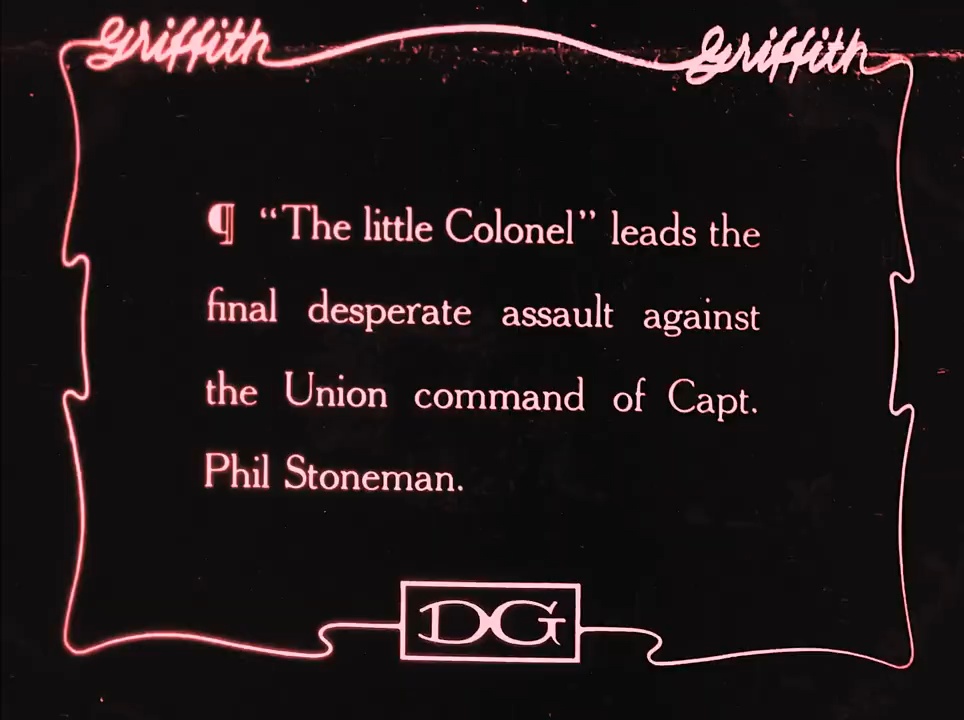 Griffith Griffith
¶ “The little Colonel” leads the
final desperate assault against
the Union command of Capt.
Phil Stoneman.
DG